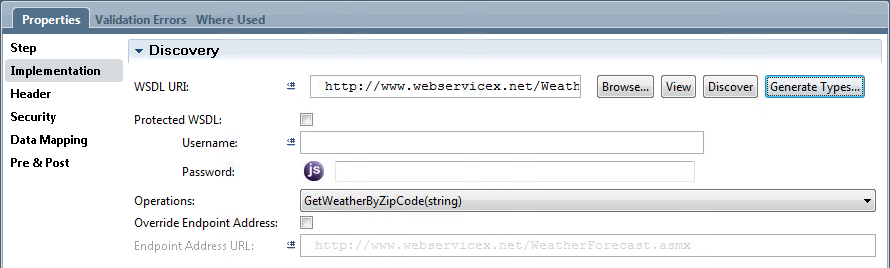 Properties Validation Errors Where Used
Step
Implementation
Header
Security
Data Mapping
Pre & Post
Discovery
WSDL URI: <# http://www.webservicex.net/Weath Browse... View Discover Generate Types...
Protected WSDL:
Username: <#
Password: js
Operations: GetWeatherByZipCode(string)
Override Endpoint Address:
Endpoint Address URL: <# http://www.webservicex.net/WeatherForecast.asmx